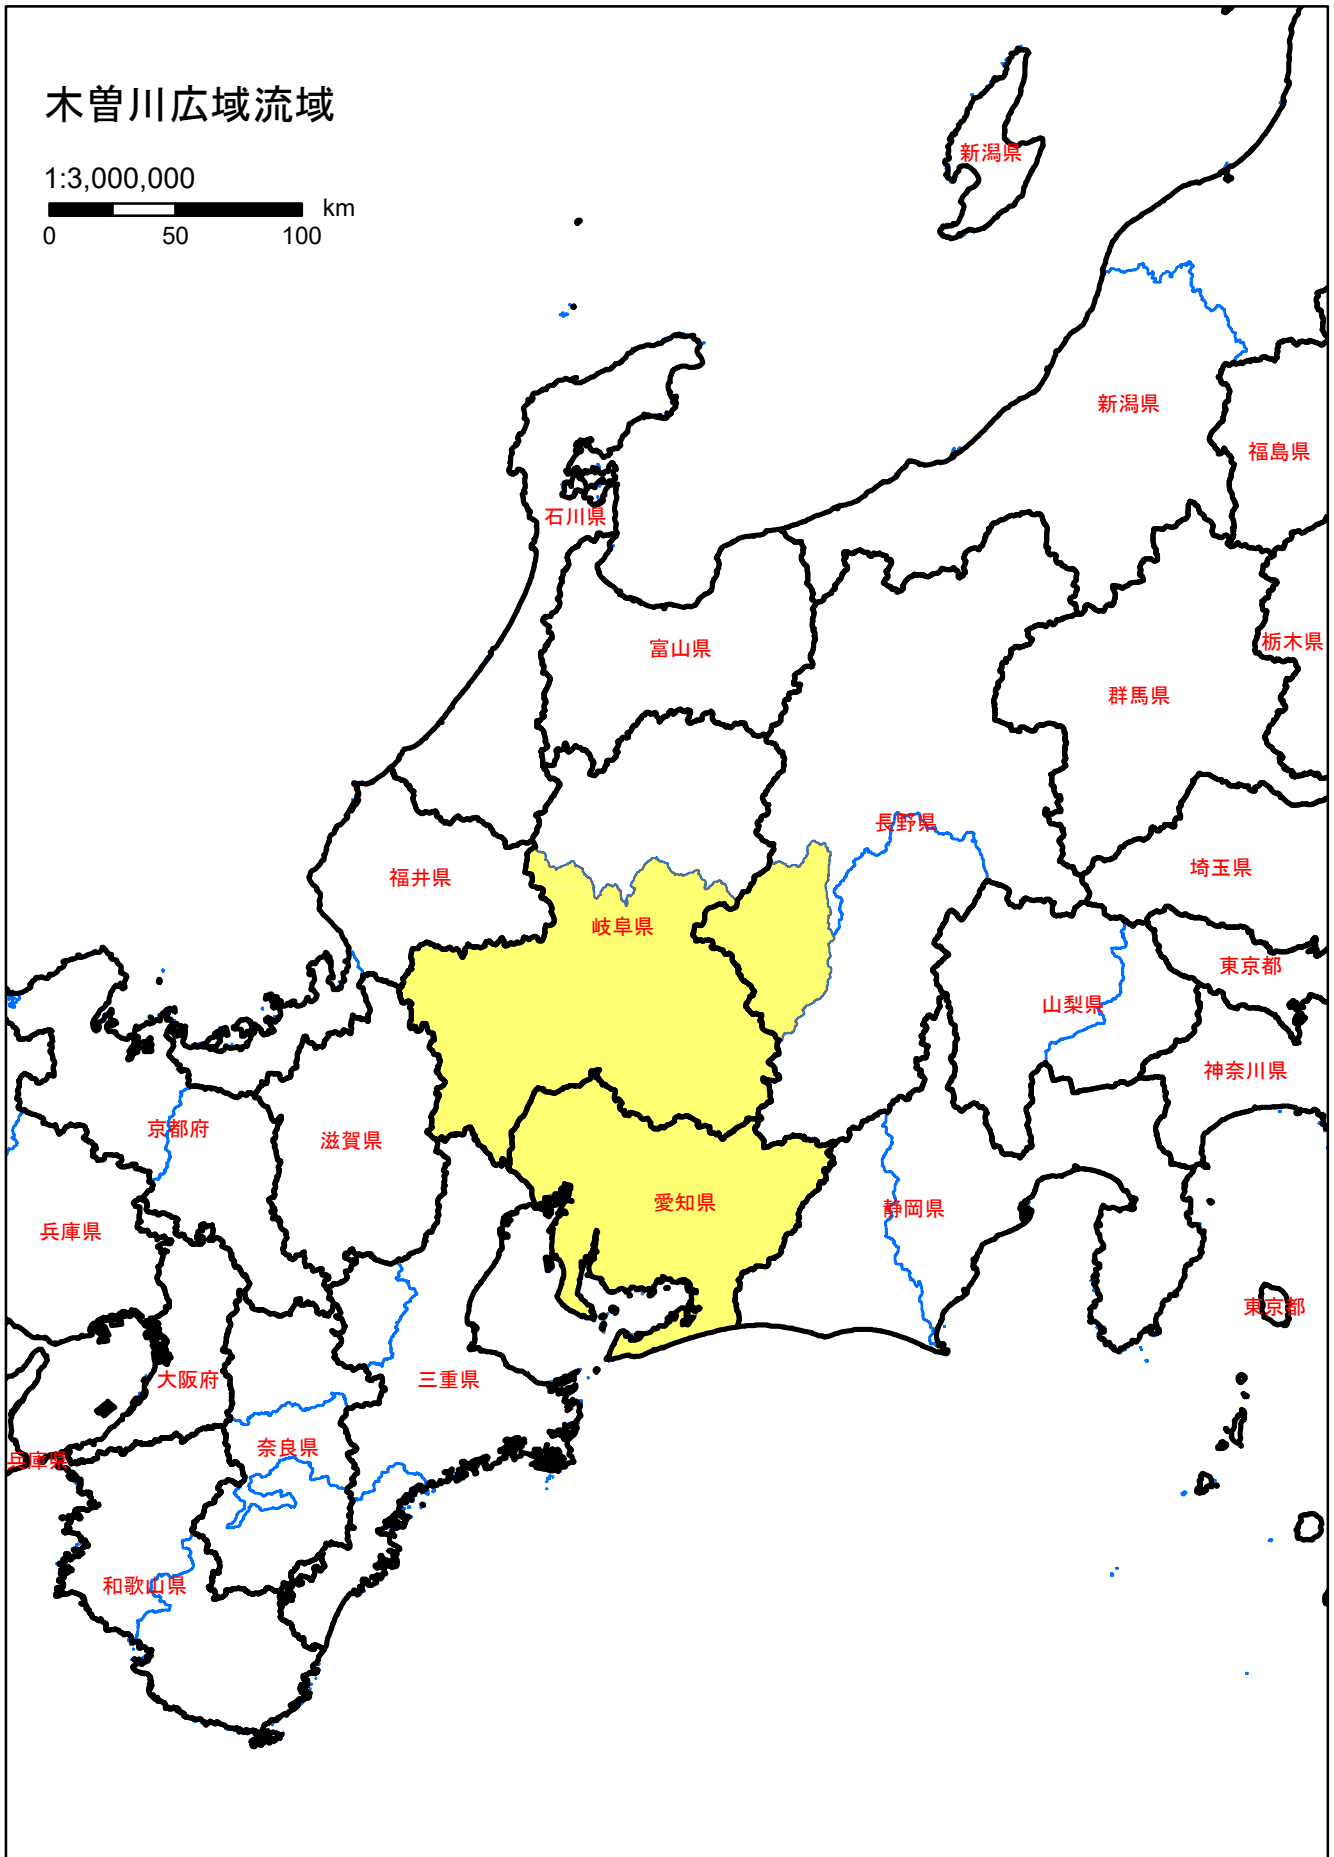 木曽川広域流域
1:3,000,000
km
0 50 100
新潟県
新潟県
福島県
石川県
栃木県
富山県
群馬県
長野県
埼玉県
福井県
岐阜県
東京都
山梨県
神奈川県
京都府
滋賀県
愛知県
静岡県
兵庫県
東京都
大阪府
三重県
奈良県
兵庫県
和歌山県